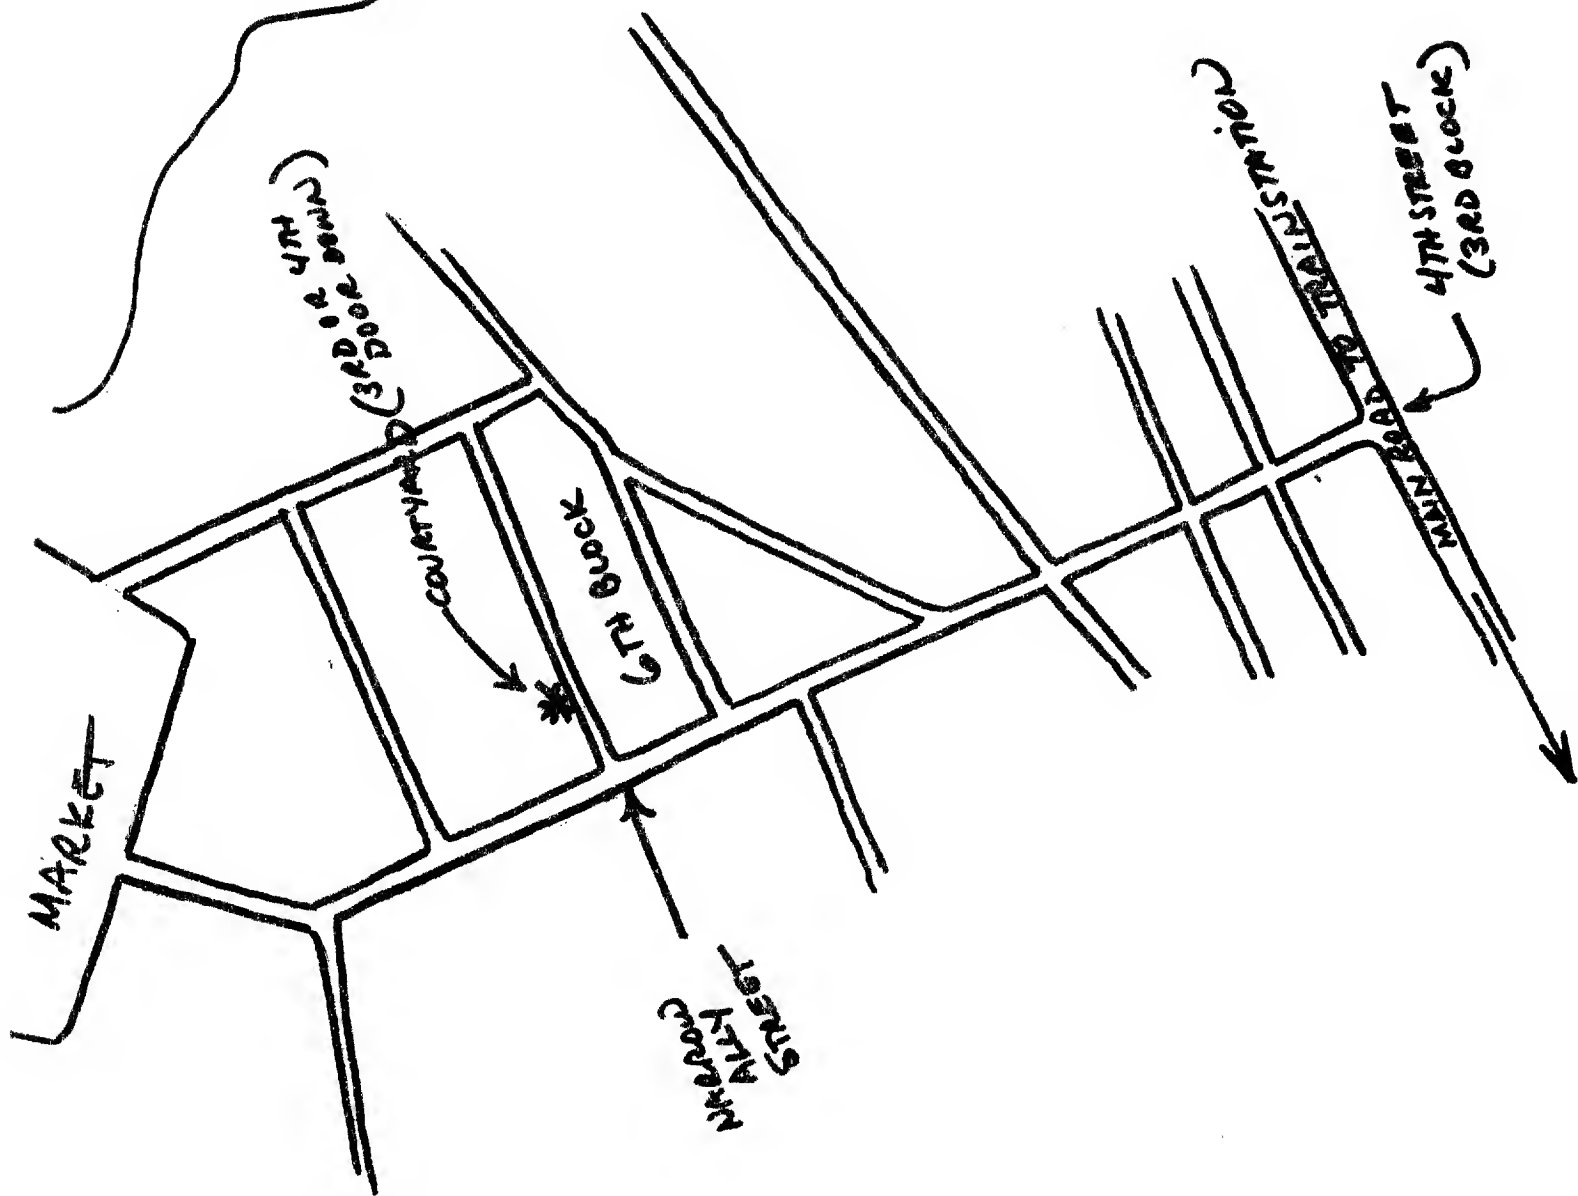 MARKET
COURTYARD (3RD OR 4TH
DOOR DOWN)
6TH BLOCK
NARROW
ALLY
STREET
MAIN ROAD TO TRAINSTATION
4TH STREET
(3RD BLOCK)